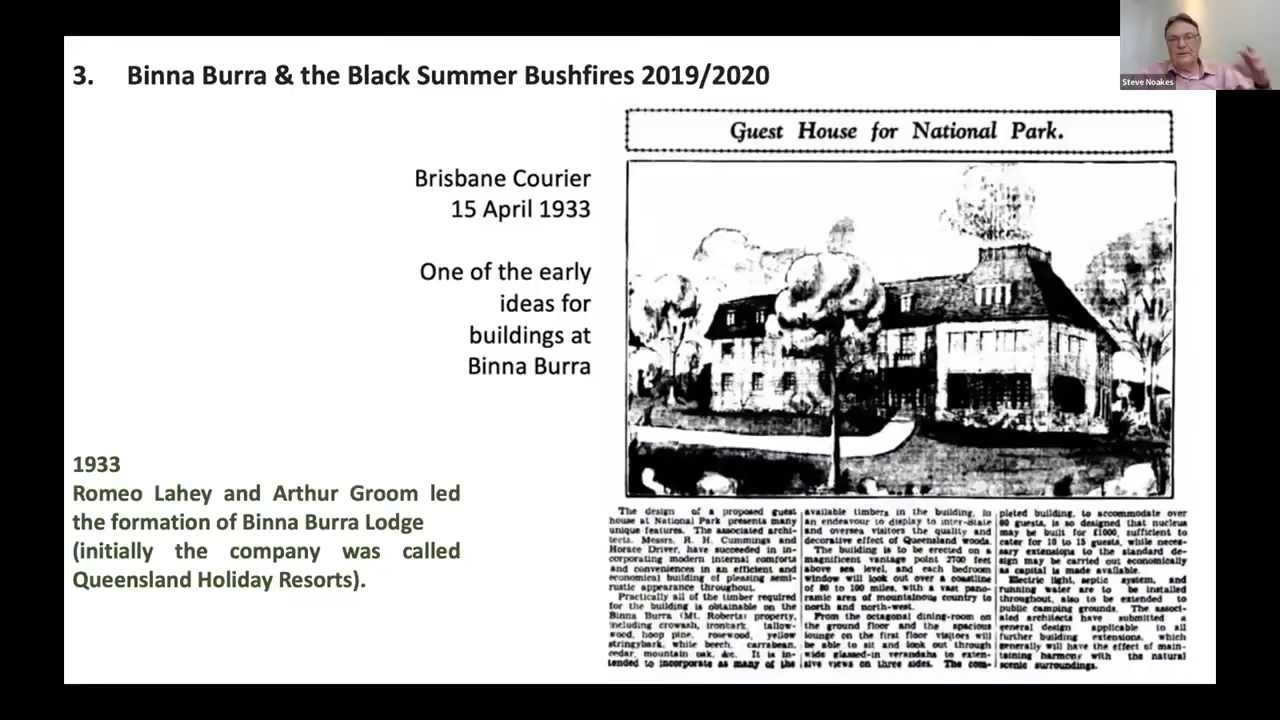 3. Binna Burra & the Black Summer Bushfires 2019/2020
Steve Noakes
Brisbane Courier
15 April 1933
One of the early
ideas for
buildings at
Binna Burra
1933
Romeo Lahey and Arthur Groom led
the formation of Binna Burra Lodge
(initially the company was called
Queensland Holiday Resorts).
Guest House for National Park.
The design of a proposed guest
house at National Park presents many
unique features. The associated archi-
tects, Messrs. R. H. Cummings and
Horace Driver, have succeeded in in-
corporating modern internal comforts
and conveniences in an efficient and
economical building of pleasing semi-
rustic appearance throughout.
Practically all of the timber required
for the building is obtainable on the
Binna Burra (Mt. Roberts) property,
including crowash, ironbark, tallow-
wood, hoop pine, rosewood, yellow
stringybark, white beech, carrabean,
cedar, mountain oak, &c. It is in-
tended to incorporate as many of the
available timbers in the building, in
an endeavour to display to inter-state
and oversea visitors the quality and
decorative effect of Queensland woods.
The building is to be erected on a
magnificent vantage point 2700 feet
above sea level, and each bedroom
window will look out over a coastline
of 80 to 100 miles, with a vast pano-
ramic area of mountainous country to
north and north-west.
From the octagonal dining-room on
the ground floor and the spacious
lounge on the first floor visitors will
be able to sit and look out through
wide glassed-in verandahs to exten-
sive views on three sides. The com-
pleted building, to accommodate over
60 guests, is so designed that nucleus
may be built for £1000, sufficient to
cater for 10 to 15 guests, while neces-
sary extensions to the standard de-
sign may be carried out economically
as capital is made available.
Electric light, septic system, and
running water are to be installed
throughout, also to be extended to
public camping grounds. The associ-
ated architects have submitted a
general design applicable to all
further building extensions, which
generally will have the effect of main-
taining harmony with the natural
scenic surroundings.